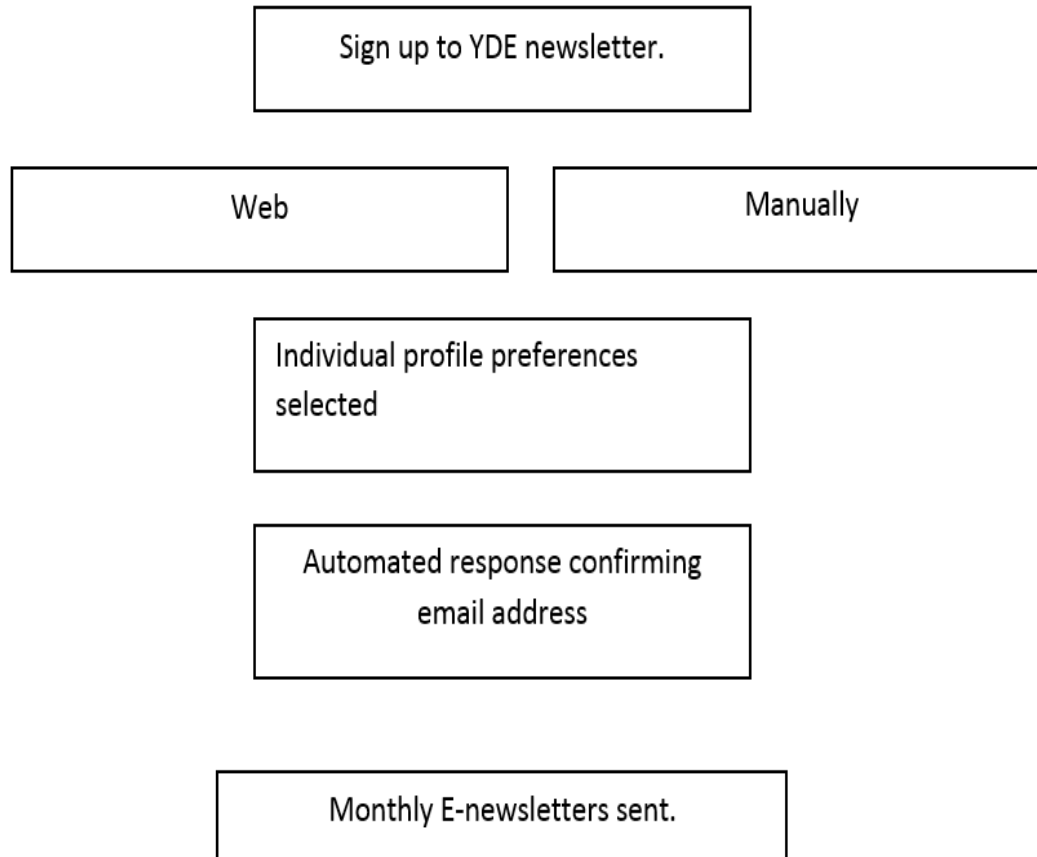 Sign up to YDE newsletter.
Web
Manually
Individual profile preferences
selected
Automated response confirming
email address
Monthly E-newsletters sent.